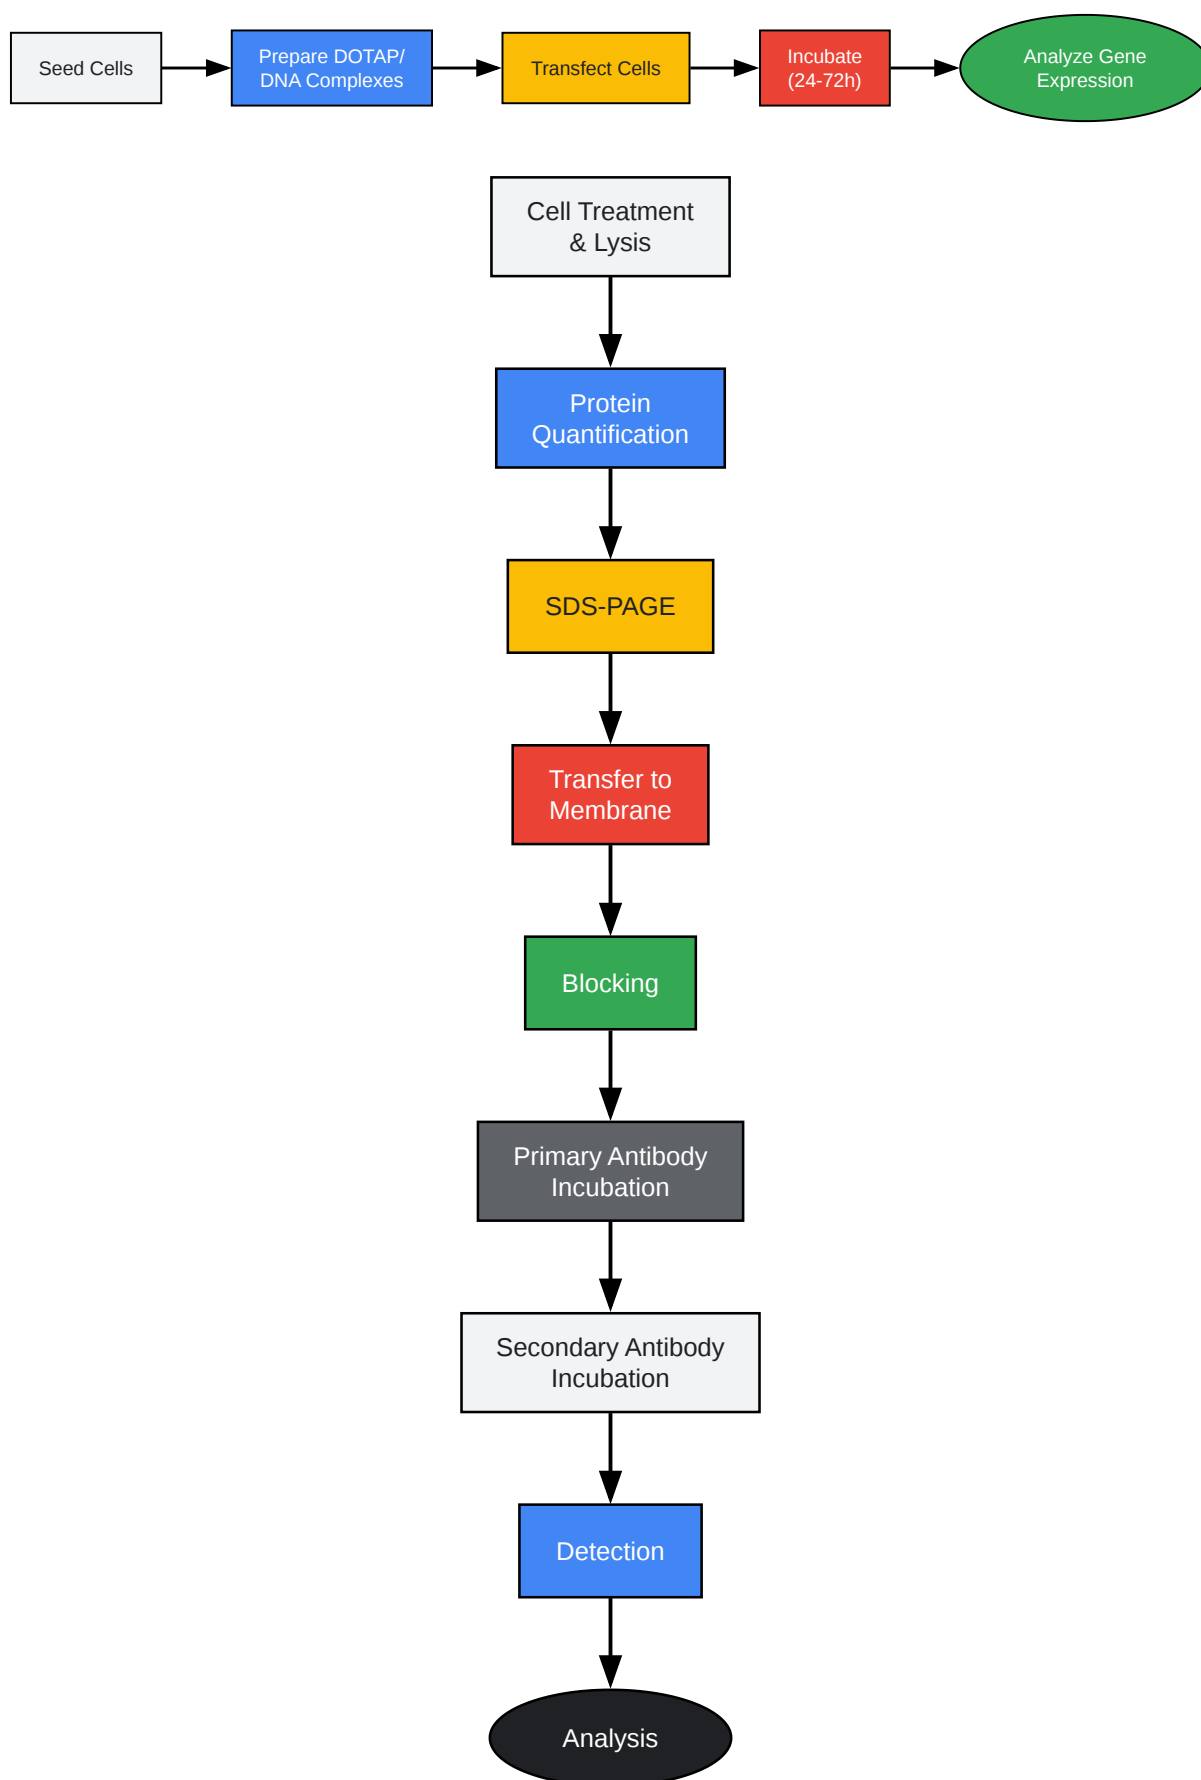 Seed Cells
Prepare DOTAP/
DNA Complexes
Transfect Cells
Incubate
(24-72h)
Analyze Gene
Expression
Cell Treatment
& Lysis
Protein
Quantification
SDS-PAGE
Transfer to
Membrane
Blocking
Primary Antibody
Incubation
Secondary Antibody
Incubation
Detection
Analysis